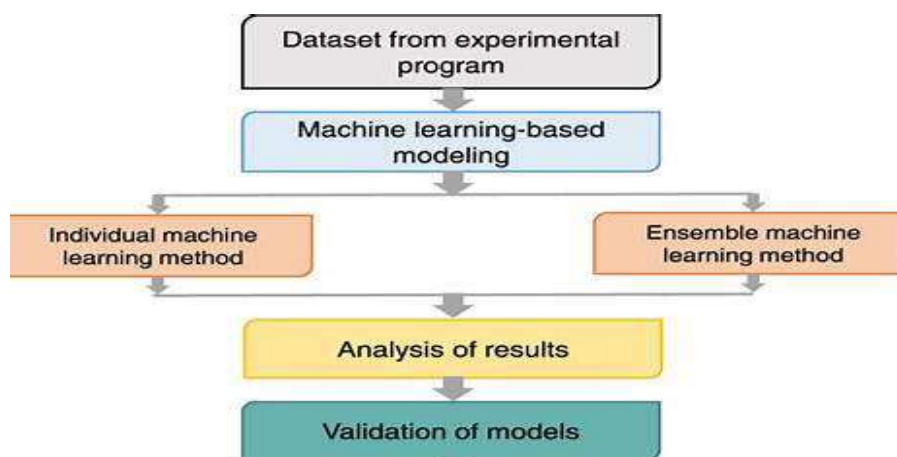 Dataset from experimental
program
Machine learning-based
modeling
Individual machine
learning method
Ensemble machine
learning method
Analysis of results
Validation of models